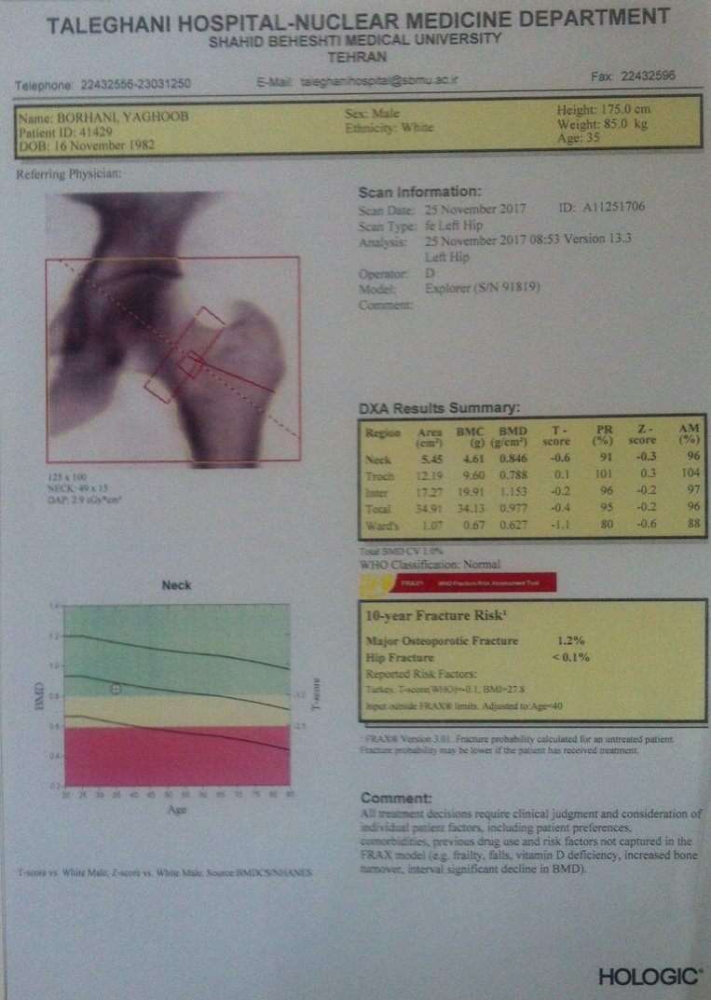 TALEGHANI HOSPITAL-NUCLEAR MEDICINE DEPARTMENT
SHAHID BEHESHTI MEDICAL UNIVERSITY
TEHRAN
Telephone: 22432556-23031250 E-Mail: taleghanihospital@sbmu.ac.ir Fax: 22432596
Name: BORHANI, YAGHOOB Sex: Male Height: 175.0 cm
Patient ID: 41429 Ethnicity: White Weight: 85.0 kg
DOB: 16 November 1982 Age: 35
Referring Physician:
Scan Information:
Scan Date: 25 November 2017 ID: A11251706
Scan Type: fe Left Hip
Analysis: 25 November 2017 08:53 Version 13.3
Left Hip
Operator: D
Model: Explorer (S/N 91819)
Comment:
125 x 100
NECK: 49 x 15
DAP: 2.9 cGy*cm²
DXA Results Summary:
Region Area BMC BMD T - PR Z - AM
(cm²) (g) (g/cm²) score (%) score (%)
Neck 5.45 4.61 0.846 -0.6 91 -0.3 96
Troch 12.19 9.60 0.788 0.1 101 0.3 104
Inter 17.27 19.91 1.153 -0.2 96 -0.2 97
Total 34.91 34.13 0.977 -0.4 95 -0.2 96
Ward's 1.07 0.67 0.627 -1.1 80 -0.6 88
Total BMD CV 1.0%
WHO Classification: Normal
FRAX® WHO Fracture Risk Assessment Tool
10-year Fracture Risk¹
Major Osteoporotic Fracture 1.2%
Hip Fracture < 0.1%
Reported Risk Factors:
Turkey, T-score(WHO)=-0.1, BMI=27.8
Input outside FRAX® limits. Adjusted to:Age=40
¹ FRAX® Version 3.01. Fracture probability calculated for an untreated patient.
Fracture probability may be lower if the patient has received treatment.
Neck
1.4
1.2
1.0
0.8
0.6
0.4
0.2
BMD
-1.0
-2.5
T-score
20 25 30 35 40 45 50 55 60 65 70 75 80 85
Age
T-score vs. White Male; Z-score vs. White Male. Source:BMDCS/NHANES
Comment:
All treatment decisions require clinical judgment and consideration of
individual patient factors, including patient preferences,
comorbidities, previous drug use and risk factors not captured in the
FRAX model (e.g. frailty, falls, vitamin D deficiency, increased bone
turnover, interval significant decline in BMD).
HOLOGIC®